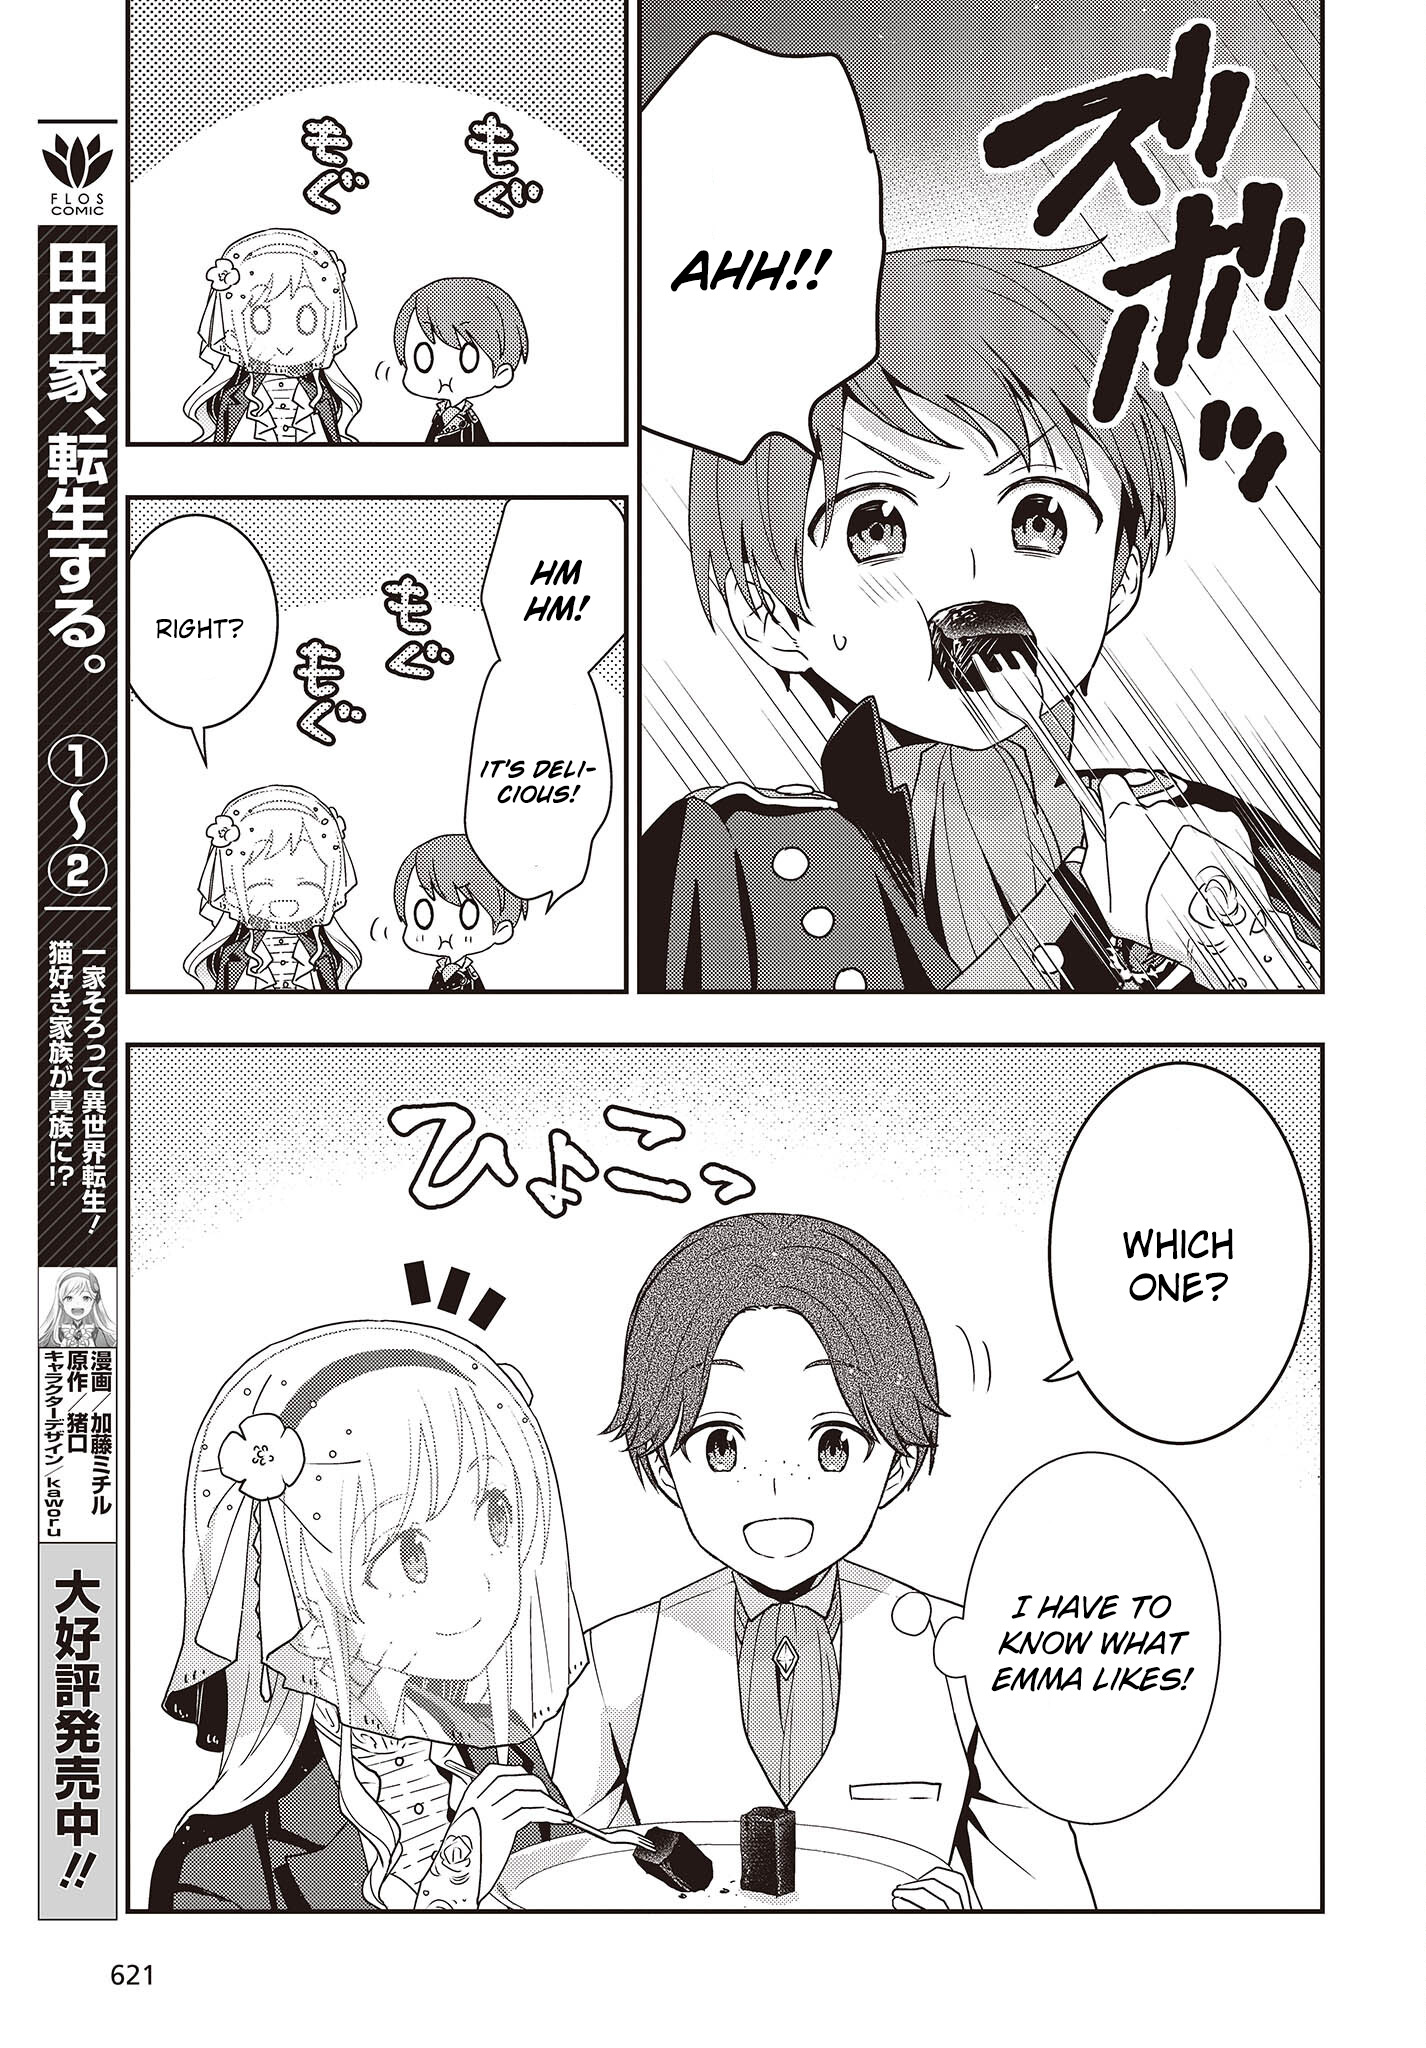 AHH!!
ズボッ
ズボッ
もぐ
もぐ
HM
HM!
IT'S DELI-
CIOUS!
もぐ
もぐ
RIGHT?
WHICH
ONE?
I HAVE TO
KNOW WHAT
EMMA LIKES!
ひょこっ
FLOS
COMIC
田中家、転生する。
①～②
一家そろって異世界転生!
猫好き家族が貴族に!?
漫画/加藤ミチル
原作/猪口
キャラクターデザイン/kaworu
大好評発売中!!
621